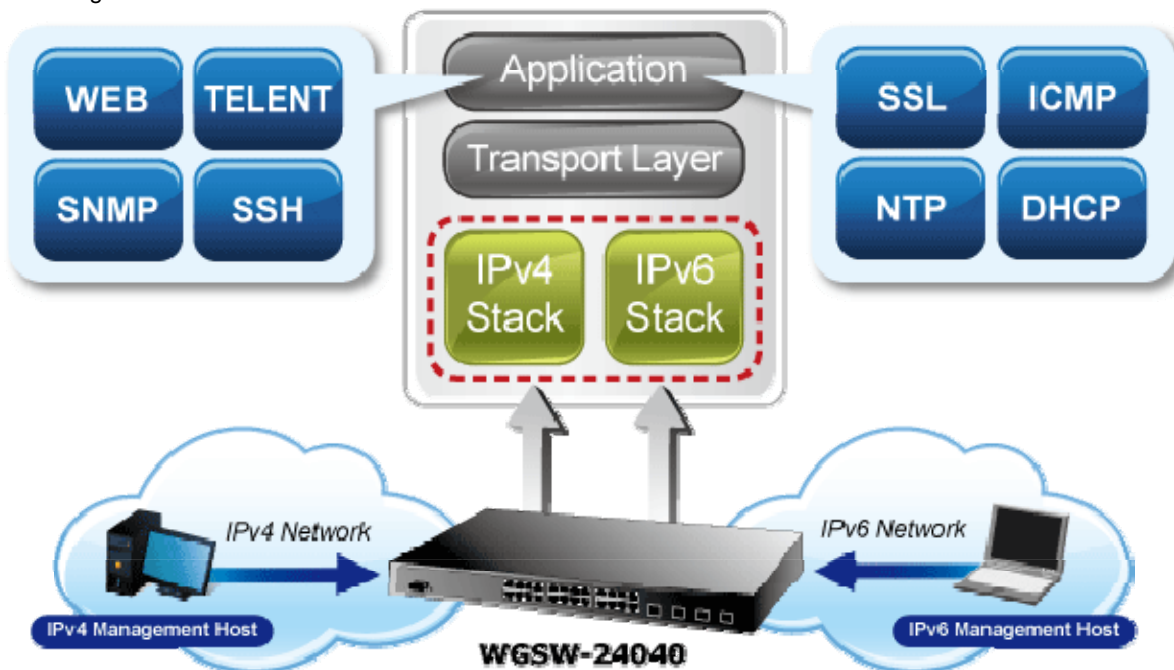 WEB
TELENT
SNMP
SSH
Application
Transport Layer
IPv4
Stack
IPv6
Stack
SSL
ICMP
NTP
DHCP
IPv4 Network
IPv6 Network
IPv4 Management Host
IPv6 Management Host
WGSW-24040